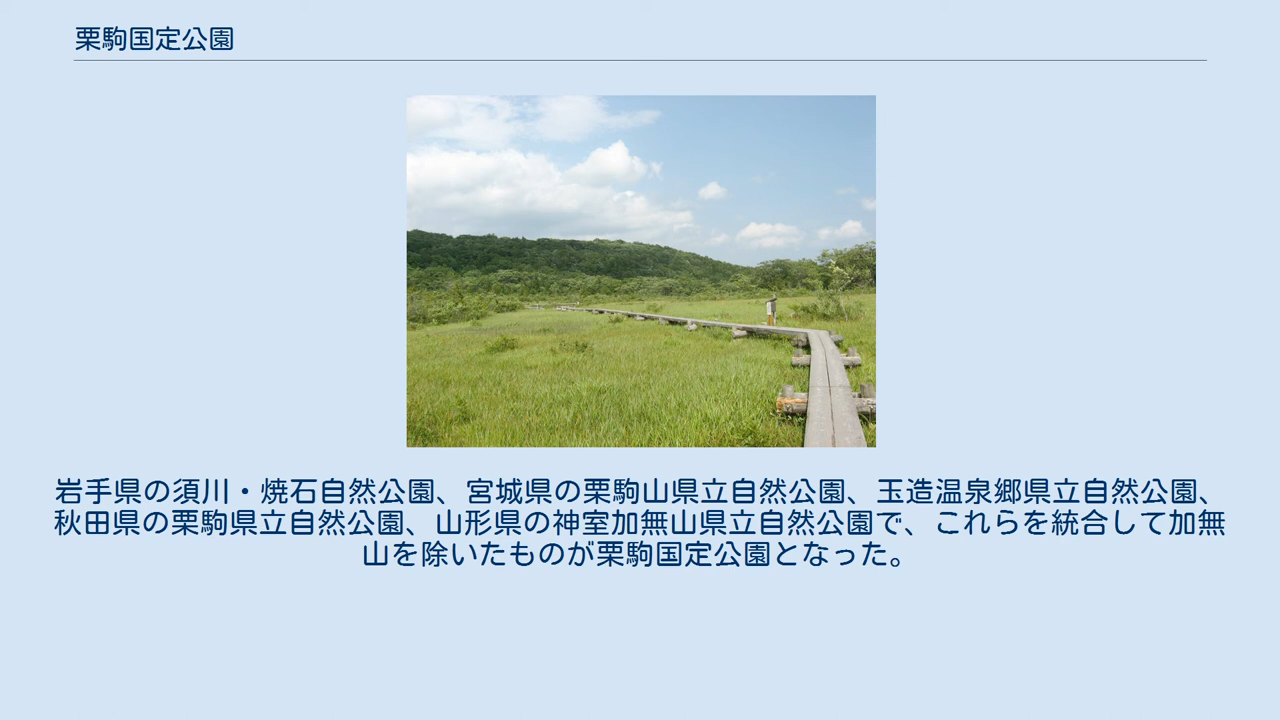 栗駒国定公園
岩手県の須川・焼石自然公園、宮城県の栗駒山県立自然公園、玉造温泉郷県立自然公園、
秋田県の栗駒県立自然公園、山形県の神室加無山県立自然公園で、これらを統合して加無
山を除いたものが栗駒国定公園となった。